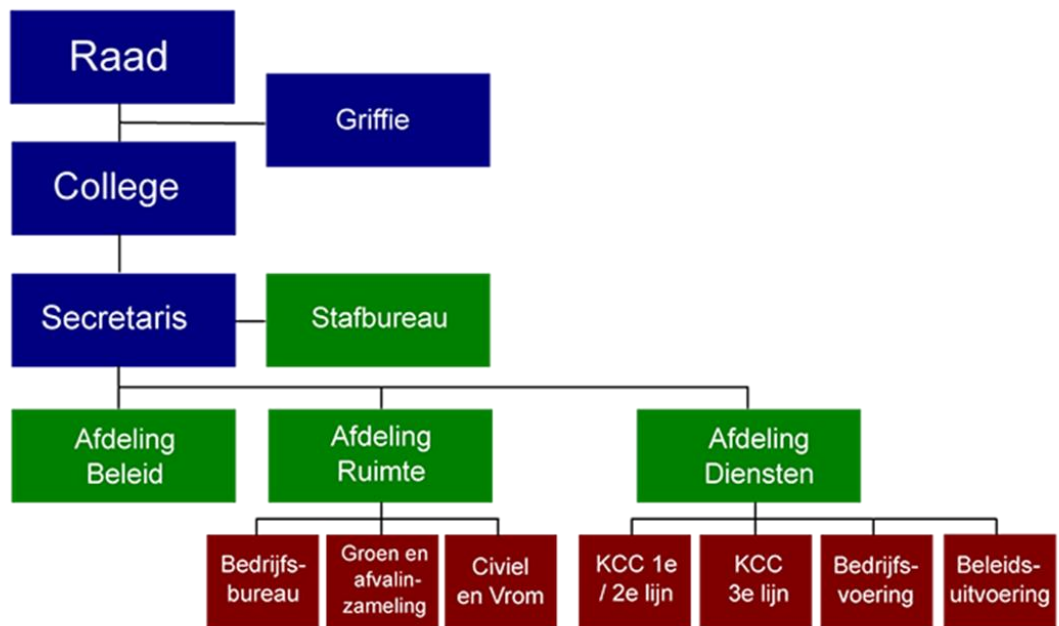 Raad
Griffie
College
Secretaris
Stafbureau
Afdeling
Beleid
Afdeling
Ruimte
Afdeling
Diensten
Bedrijfs-
bureau
Groen en
afvalin-
zameling
Civiel
en Vrom
KCC 1e
/ 2e lijn
KCC
3e lijn
Bedrijfs-
voering
Beleids-
uitvoering